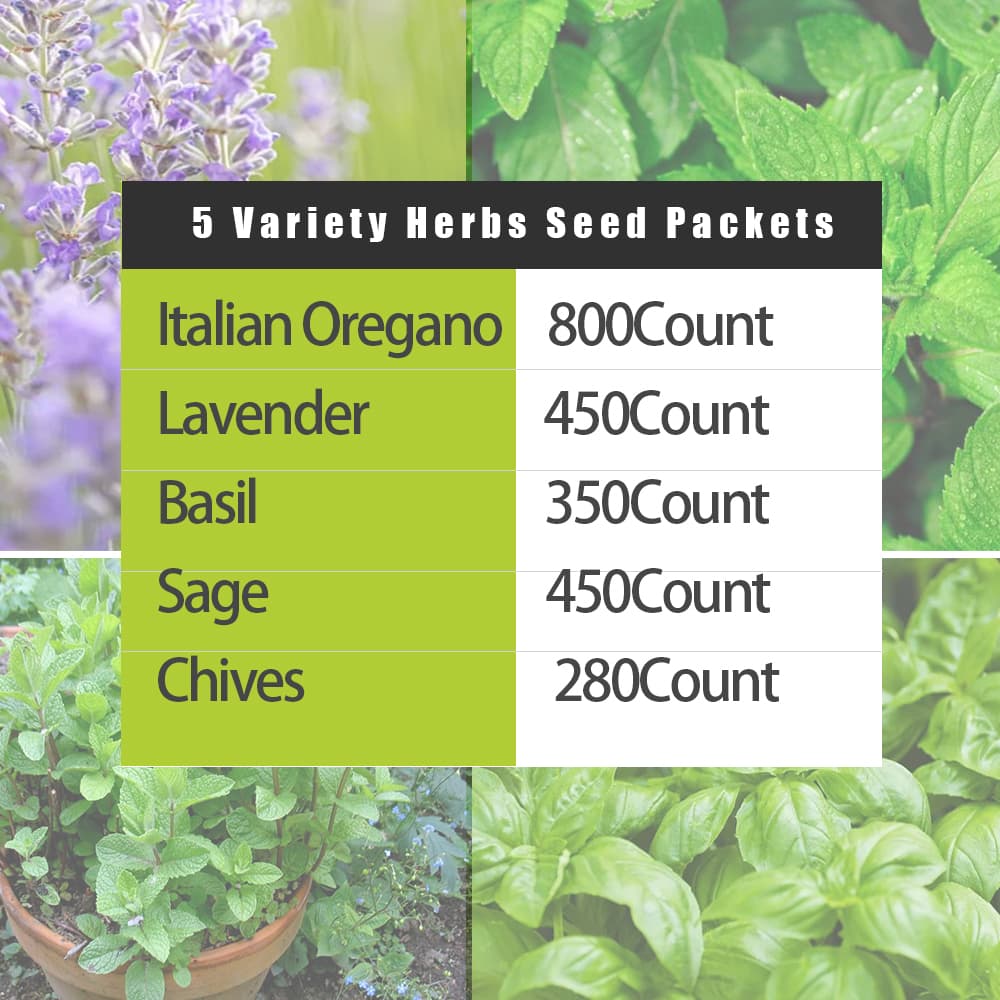 5 Variety Herbs Seed Packets
Italian Oregano 800Count
Lavender 450Count
Basil 350Count
Sage 450Count
Chives 280Count